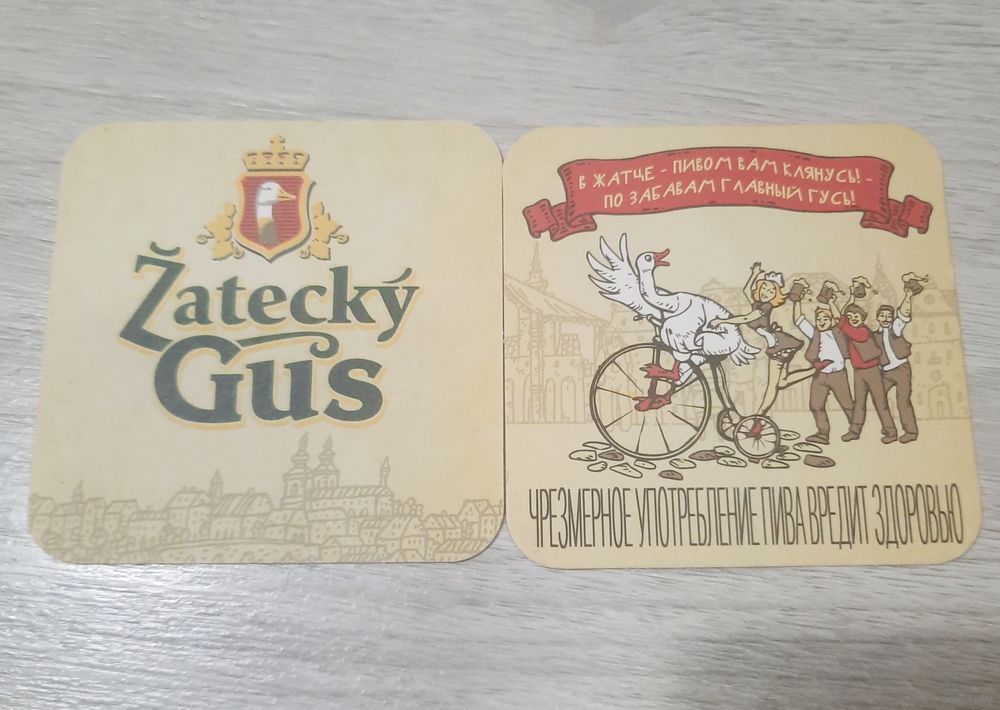 Žatecký
Gus
В ЖАТЦЕ - ПИВОМ ВАМ КЛЯНУСЬ! -
ПО ЗАБАВАМ ГЛАВНЫЙ ГУСЬ!
ЧРЕЗМЕРНОЕ УПОТРЕБЛЕНИЕ ПИВА ВРЕДИТ ЗДОРОВЬЮ